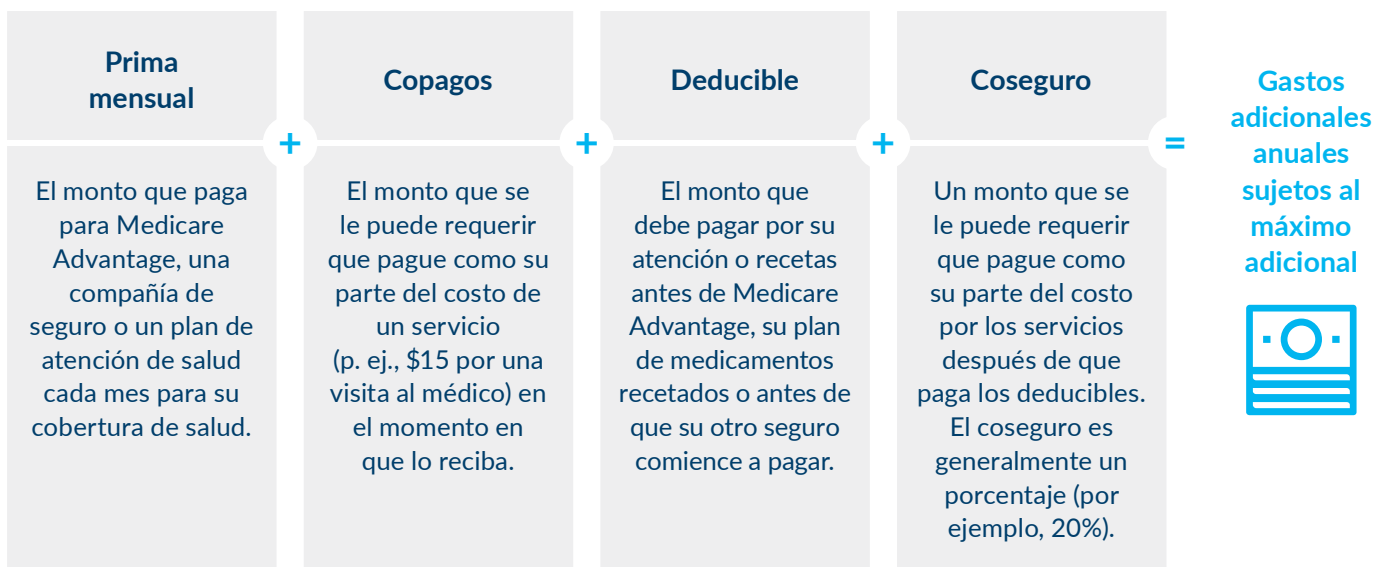 Prima
mensual
El monto que paga
para Medicare
Advantage, una
compañía de
seguro o un plan de
atención de salud
cada mes para su
cobertura de salud.
+
Copagos
El monto que se
le puede requerir
que pague como su
parte del costo de
un servicio
(p. ej., $15 por una
visita al médico) en
el momento en
que lo reciba.
+
Deducible
El monto que
debe pagar por su
atención o recetas
antes de Medicare
Advantage, su plan
de medicamentos
recetados o antes de
que su otro seguro
comience a pagar.
+
Coseguro
Un monto que se
le puede requerir
que pague como
su parte del costo
por los servicios
después de que
paga los deducibles.
El coseguro es
generalmente un
porcentaje (por
ejemplo, 20%).
=
Gastos
adicionales
anuales
sujetos al
máximo
adicional